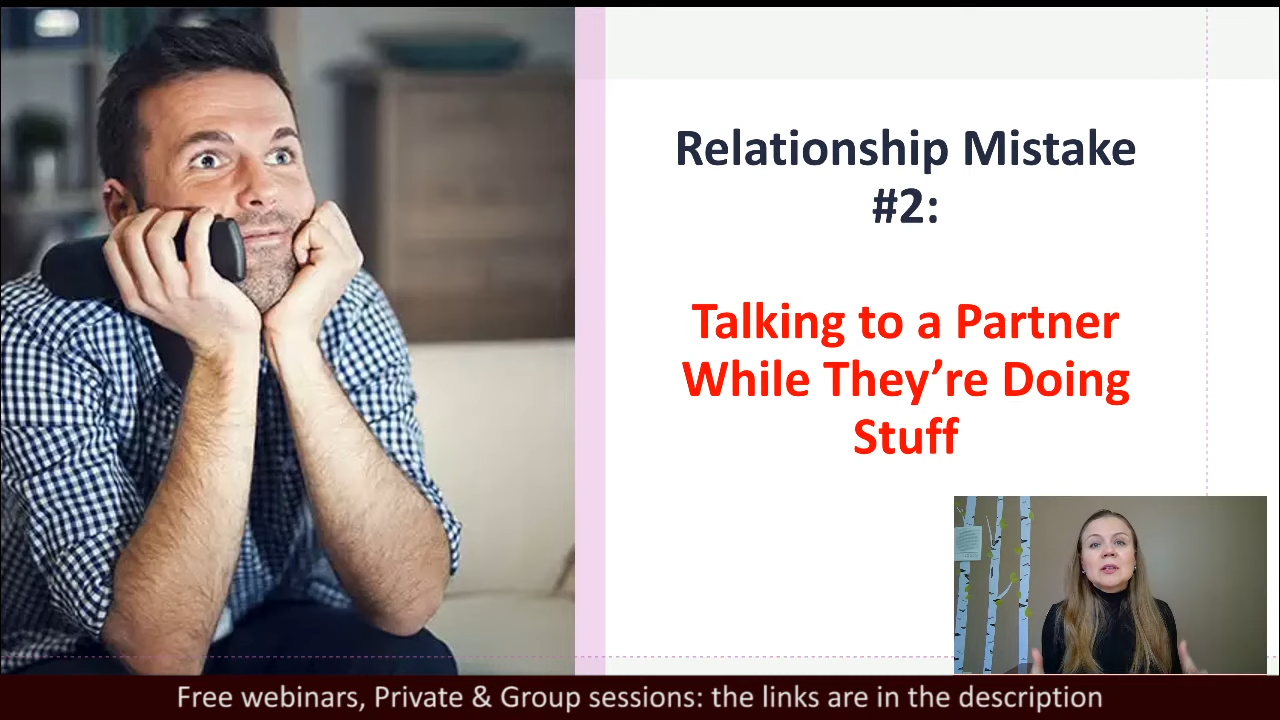 Relationship Mistake
#2:
Talking to a Partner
While They’re Doing
Stuff
Free webinars, Private & Group sessions: the links are in the description